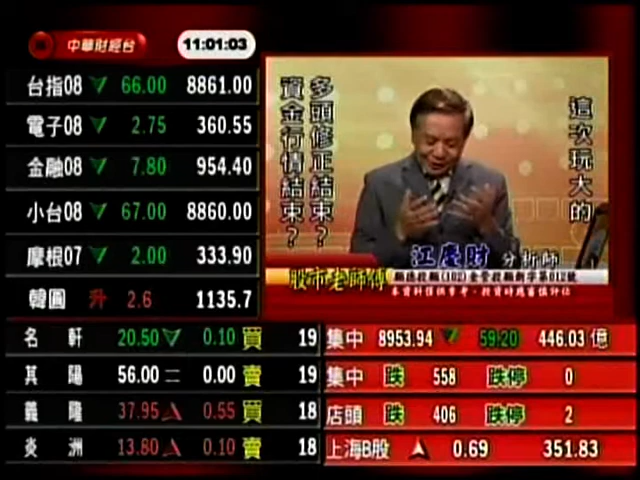 中華財經台
11:01:03
台指08 66.00 8861.00
電子08 2.75 360.55
金融08 7.80 954.40
小台08 67.00 8860.00
摩根07 2.00 333.90
韓圓 升 2.6 1135.7
這次玩大的
多頭修正結束?
資金行情結束?
江慶財 分析師
股市老師傅
名軒 20.50 0.10 買 19
其陽 56.00 二 0.00 賣 19
義隆 37.95 0.55 買 18
炎洲 13.80 0.10 賣 18
集中 8953.94 59.20 446.03 億
集中 跌 558 跌停 0
店頭 跌 406 跌停 2
上海B股 0.69 351.83